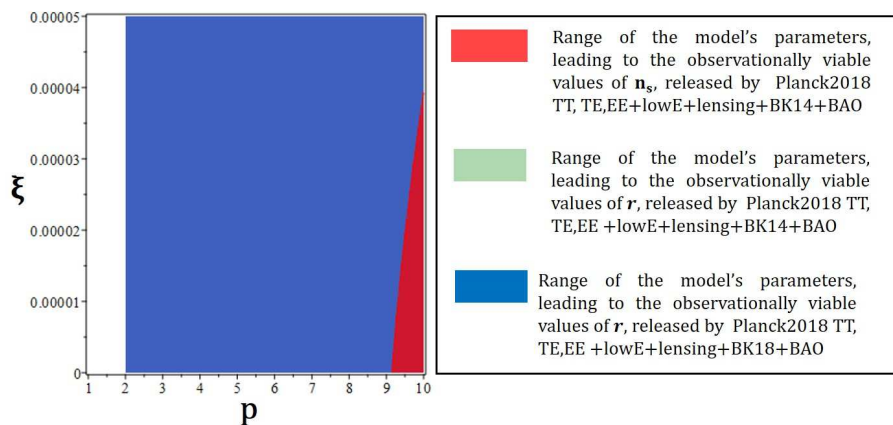 0.00005
0.00004
0.00003
0.00002
0.00001
0
ξ
1 2 3 4 5 6 7 8 9 10
p
Range of the model's parameters,
leading to the observationally viable
values of nₛ, released by Planck2018
TT, TE,EE+lowE+lensing+BK14+BAO
Range of the model's parameters,
leading to the observationally viable
values of r, released by Planck2018 TT,
TE,EE +lowE+lensing+BK14+BAO
Range of the model's parameters,
leading to the observationally viable
values of r, released by Planck2018 TT,
TE,EE +lowE+lensing+BK18+BAO